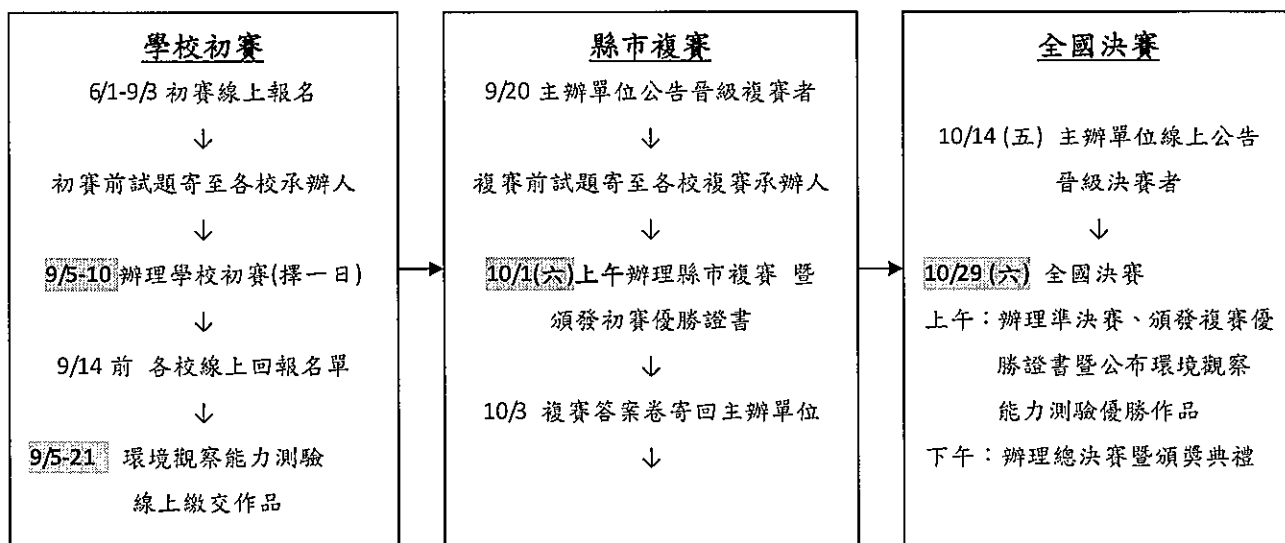 學校初賽
6/1-9/3 初賽線上報名
↓
初賽前試題寄至各校承辦人
↓
9/5-10 辦理學校初賽(擇一日)
↓
9/14 前 各校線上回報名單
↓
9/5-21 環境觀察能力測驗
線上繳交作品
縣市複賽
9/20 主辦單位公告晉級複賽者
↓
複賽前試題寄至各校複賽承辦人
↓
10/1(六)上午辦理縣市複賽 暨
頒發初賽優勝證書
↓
10/3 複賽答案卷寄回主辦單位
↓
全國決賽
10/14 (五) 主辦單位線上公告
晉級決賽者
↓
10/29 (六) 全國決賽
上午：辦理準決賽、頒發複賽優
勝證書暨公布環境觀察
能力測驗優勝作品
下午：辦理總決賽暨頒獎典禮